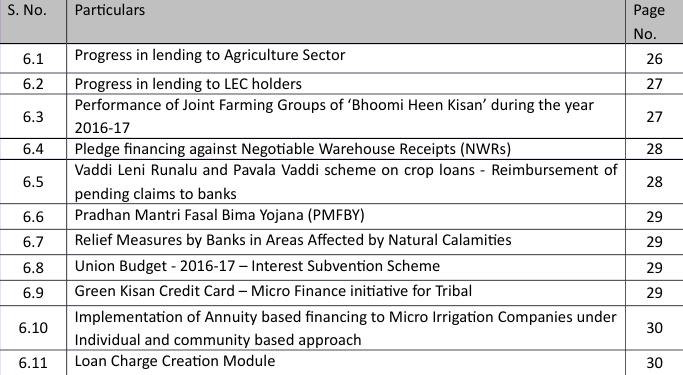 S. No. Particulars Page
No.
6.1 Progress in lending to Agriculture Sector 26
6.2 Progress in lending to LEC holders 27
6.3 Performance of Joint Farming Groups of ‘Bhoomi Heen Kisan’ during the year 27
2016-17
6.4 Pledge financing against Negotiable Warehouse Receipts (NWRs) 28
6.5 Vaddi Leni Runalu and Pavala Vaddi scheme on crop loans - Reimbursement of 28
pending claims to banks
6.6 Pradhan Mantri Fasal Bima Yojana (PMFBY) 29
6.7 Relief Measures by Banks in Areas Affected by Natural Calamities 29
6.8 Union Budget - 2016-17 – Interest Subvention Scheme 29
6.9 Green Kisan Credit Card – Micro Finance initiative for Tribal 29
6.10 Implementation of Annuity based financing to Micro Irrigation Companies under 30
Individual and community based approach
6.11 Loan Charge Creation Module 30